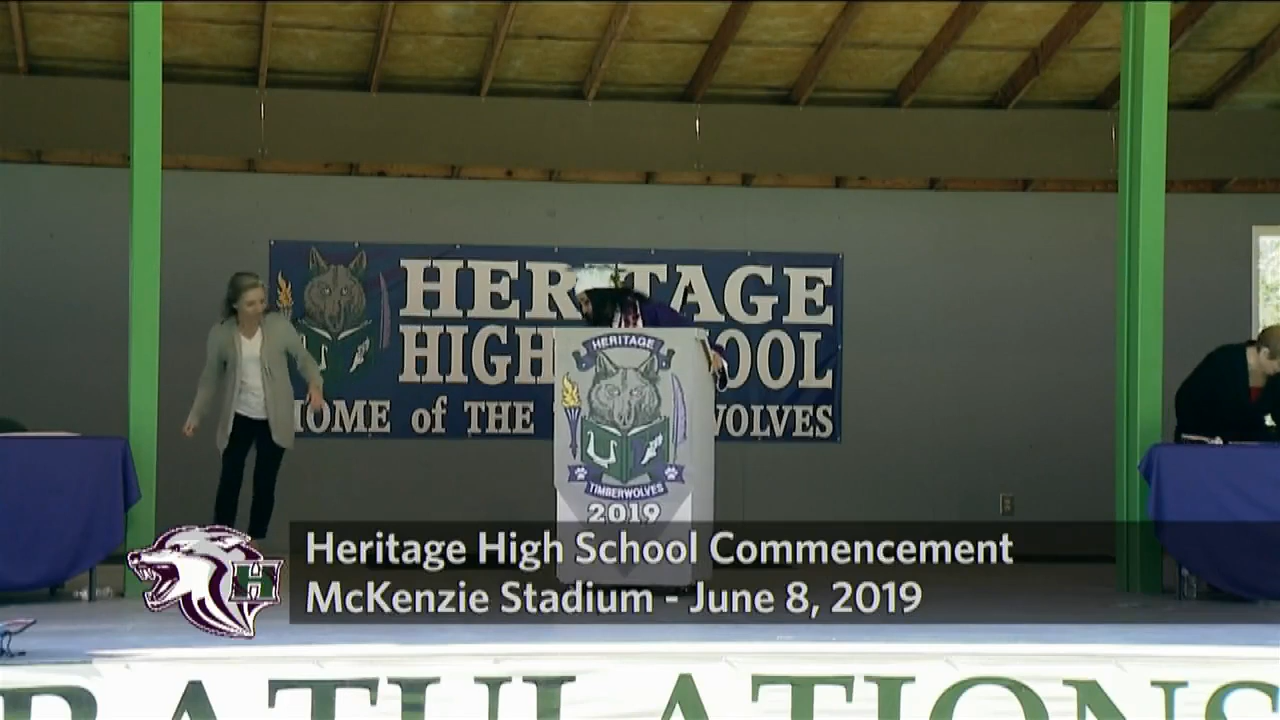 HERITAGE
HIGH SCHOOL
HOME of THE WOLVES
HERITAGE
TIMBERWOLVES
2019
Heritage High School Commencement
McKenzie Stadium - June 8, 2019
H
RATULATIONS